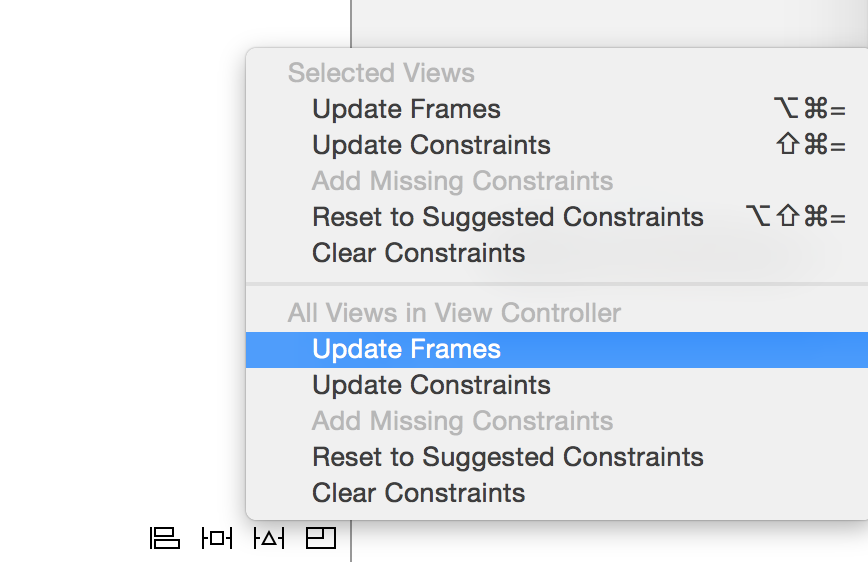 Selected Views
Update Frames ⌥⌘=
Update Constraints ⇧⌘=
Add Missing Constraints
Reset to Suggested Constraints ⌥⇧⌘=
Clear Constraints
All Views in View Controller
Update Frames
Update Constraints
Add Missing Constraints
Reset to Suggested Constraints
Clear Constraints